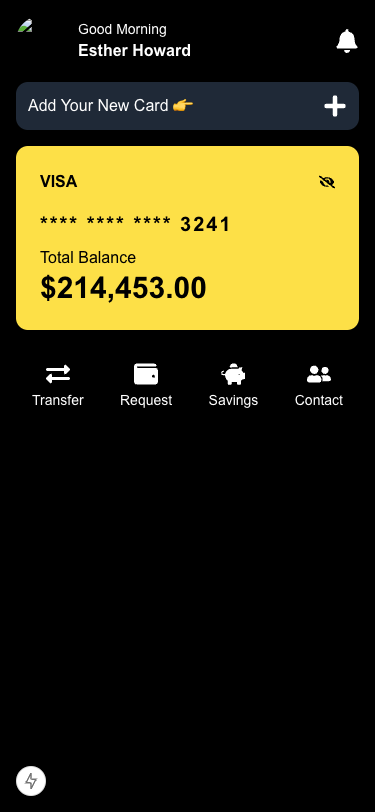 Good Morning
Esther Howard
Add Your New Card 👉
VISA
**** **** **** 3241
Total Balance
$214,453.00
Transfer
Request
Savings
Contact